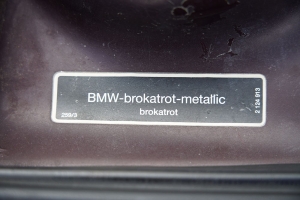 BMW-brokatrot-metallic
brokatrot
259/3
2 124 913